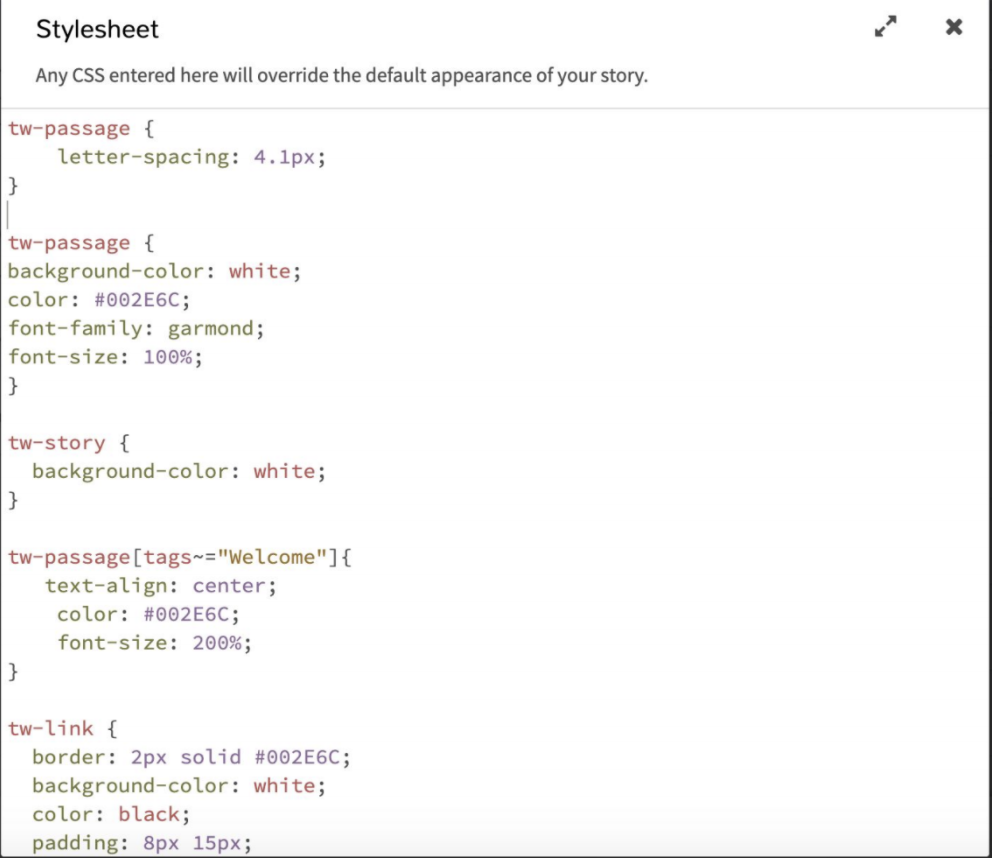 Stylesheet
Any CSS entered here will override the default appearance of your story.
tw-passage {
letter-spacing: 4.1px;
}
tw-passage {
background-color: white;
color: #002E6C;
font-family: garmond;
font-size: 100%;
}
tw-story {
background-color: white;
}
tw-passage[tags~="Welcome"]{
text-align: center;
color: #002E6C;
font-size: 200%;
}
tw-link {
border: 2px solid #002E6C;
background-color: white;
color: black;
padding: 8px 15px;